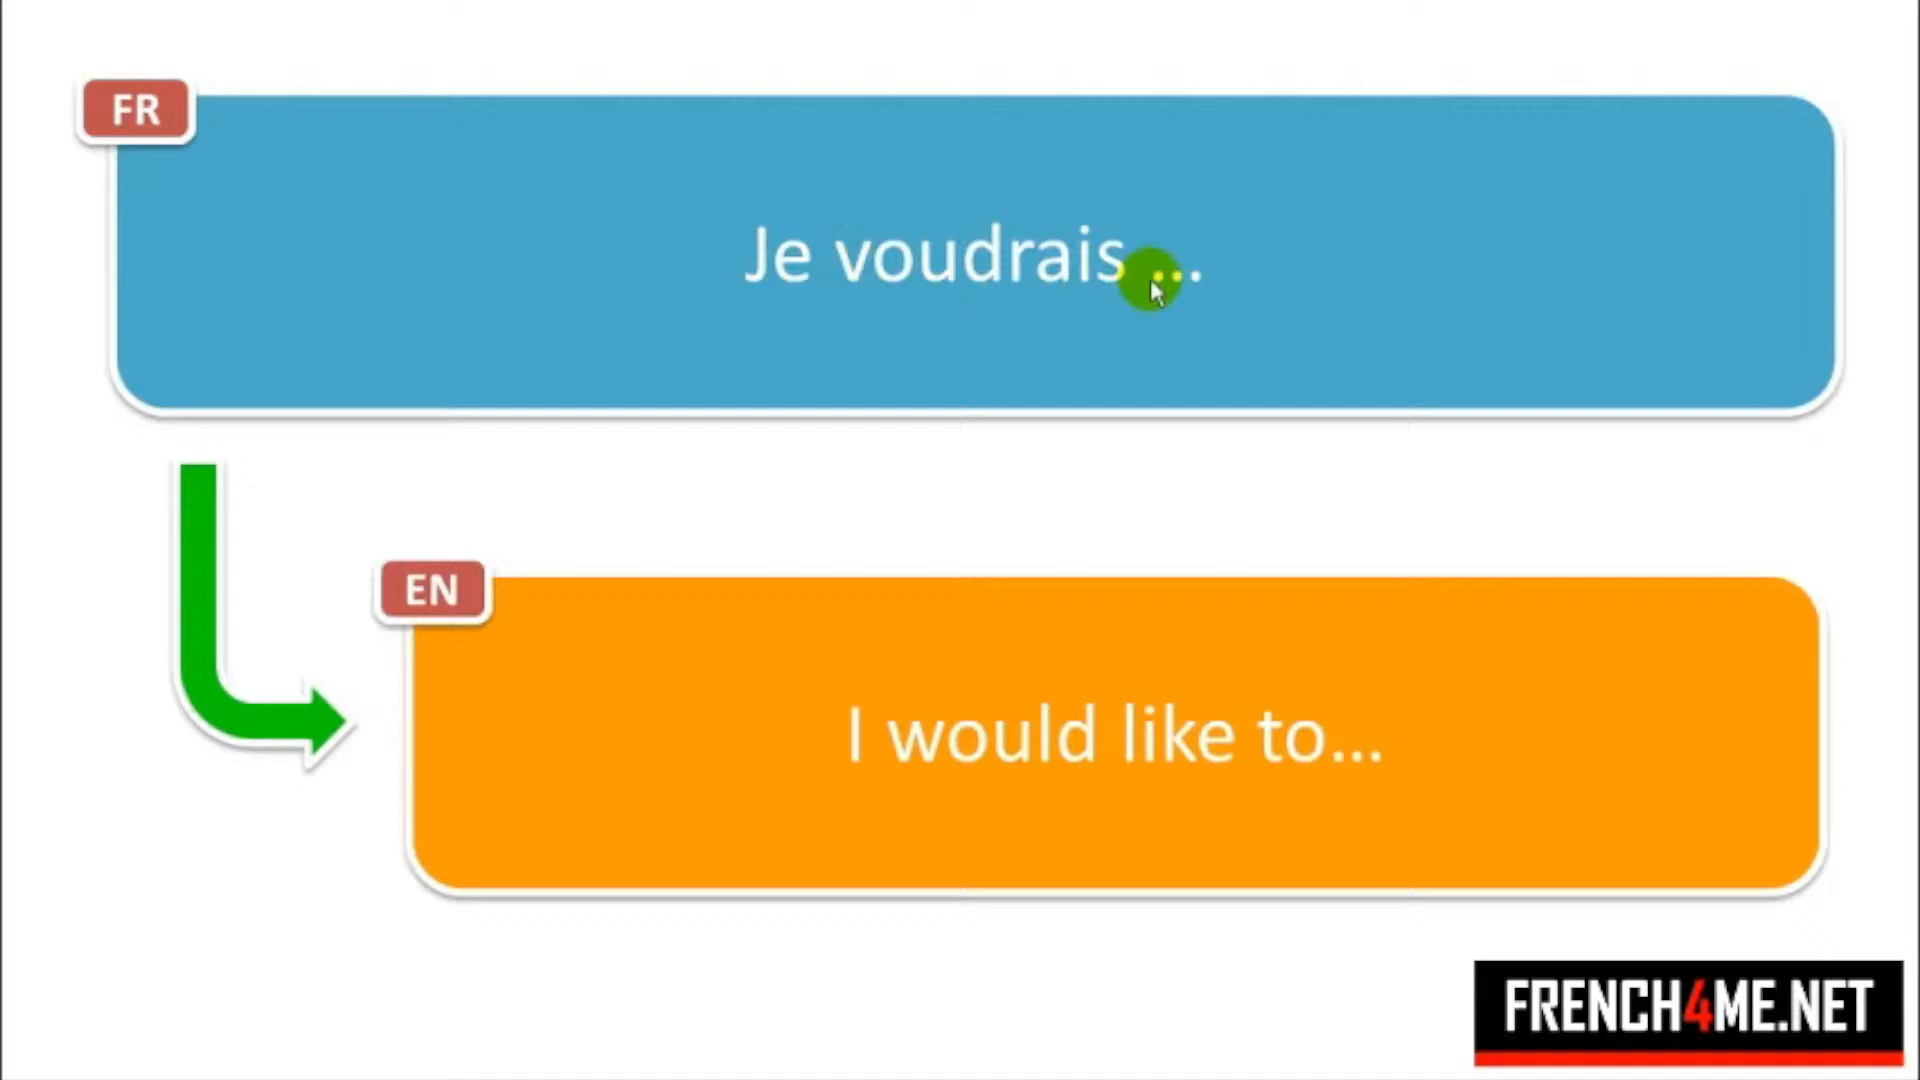 FR
Je voudrais ...
EN
I would like to...
FRENCH4ME.NET